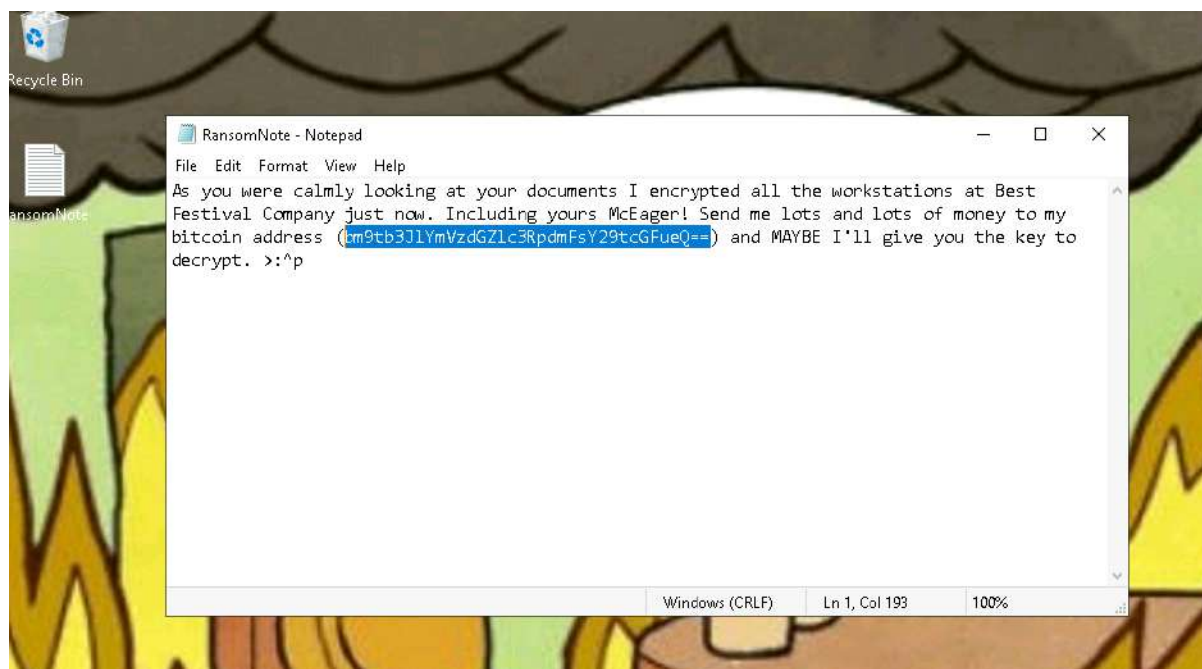 Recycle Bin
RansomNote - Notepad
File Edit Format View Help
As you were calmly looking at your documents I encrypted all the workstations at Best
Festival Company just now. Including yours McEager! Send me lots and lots of money to my
bitcoin address (bm9tb3JlYmVzdGZlc3RpdmFsY29tcGFueQ==) and MAYBE I'll give you the key to
decrypt. >:^p
ansomNote
Windows (CRLF) Ln 1, Col 193 100%